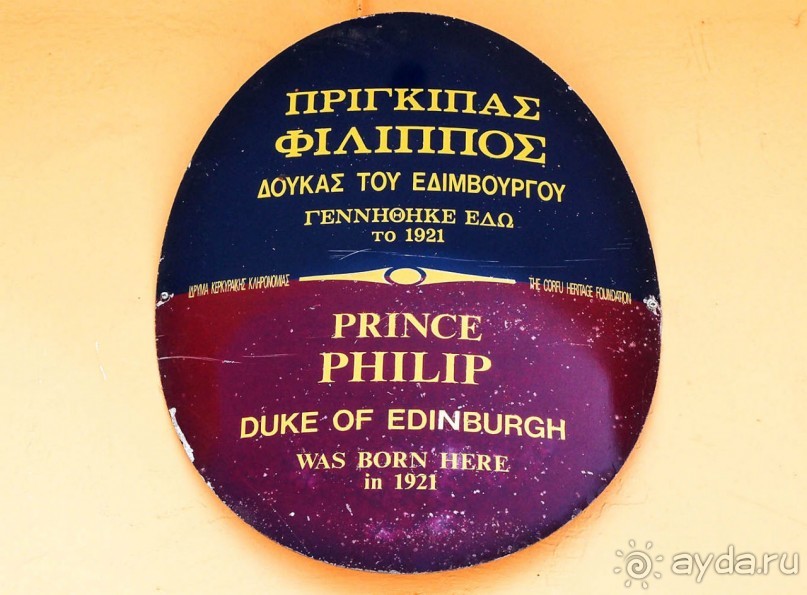 ΠΡΙΓΚΙΠΑΣ
ΦΙΛΙΠΠΟΣ
ΔΟΥΚΑΣ ΤΟΥ ΕΔΙΜΒΟΥΡΓΟΥ
ΓΕΝΝΗΘΗΚΕ ΕΔΩ
το 1921
ΙΔΡΥΜΑ ΚΕΡΚΥΡΑΙΚΗΣ ΚΛΗΡΟΝΟΜΙΑΣ
THE CORFU HERITAGE FOUNDATION
PRINCE
PHILIP
DUKE OF EDINBURGH
WAS BORN HERE
in 1921
ayda.ru